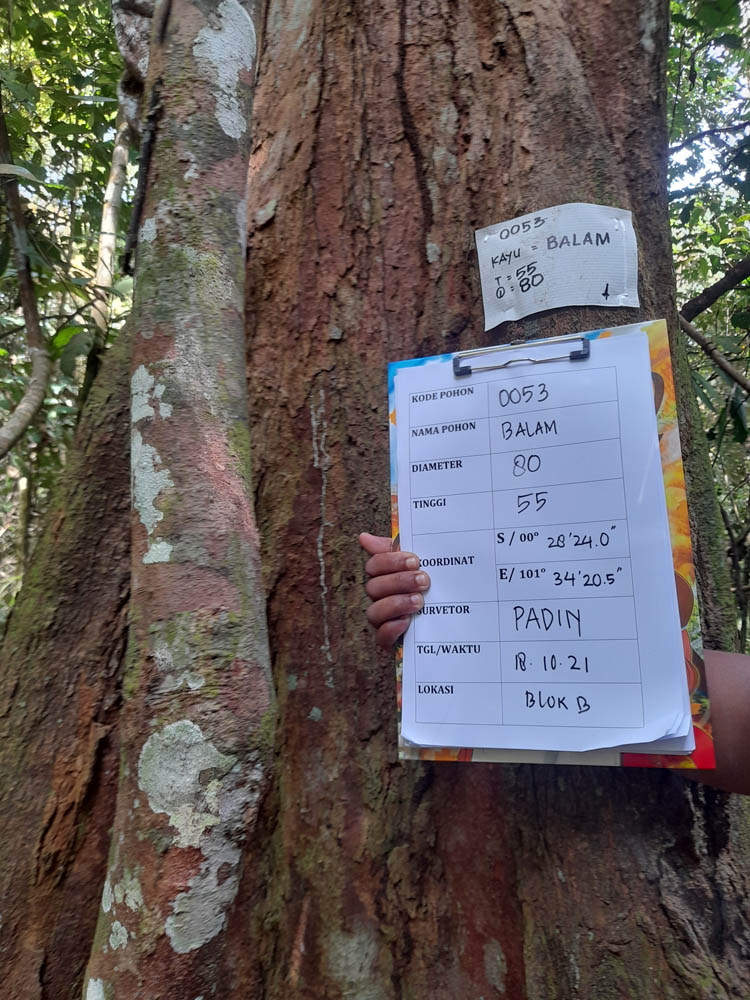 0053
KAYU = BALAM
T = 55
Ⓓ : 80
KODE POHON 0053
NAMA POHON BALAM
DIAMETER 80
TINGGI 55
KOORDINAT S / 00° 28'24.0"
E/ 101° 34'20.5"
SURVETOR PADIN
TGL/WAKTU 18.10.21
LOKASI BLOK B